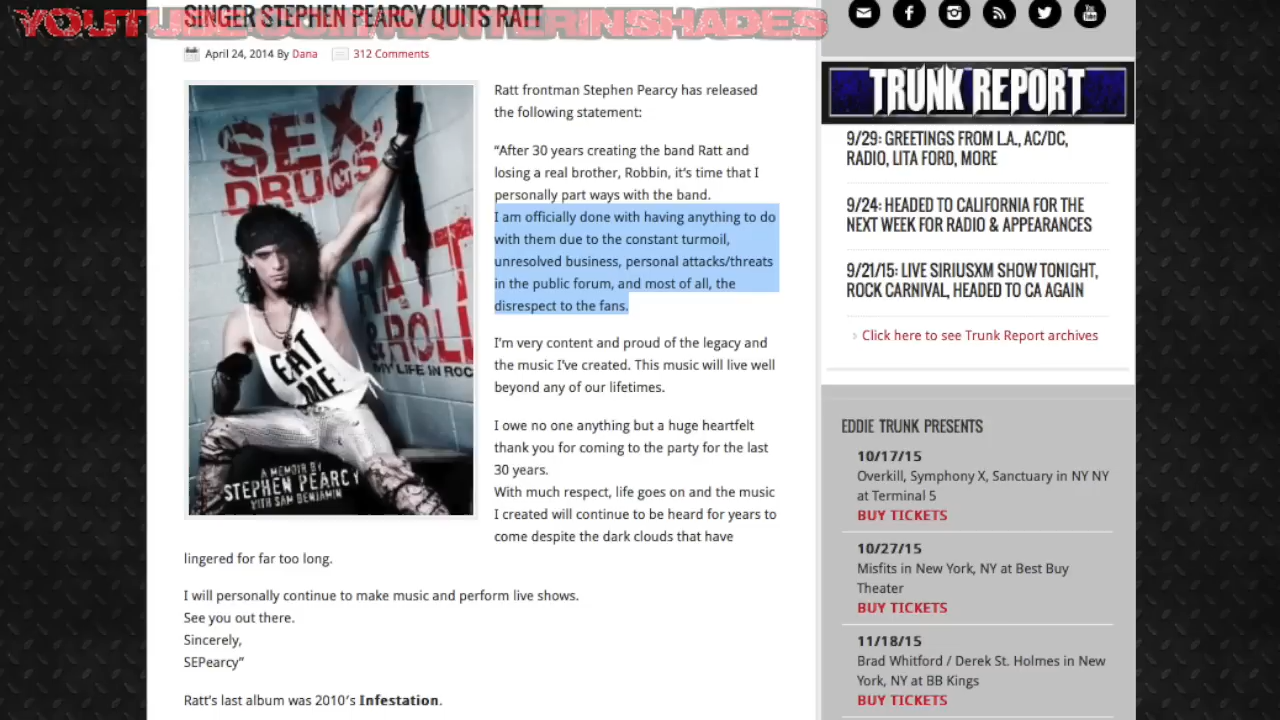 SINGER STEPHEN PEARCY QUITS RATT
April 24, 2014 By Dana 312 Comments
SEX,
DRUGS
RATT
& ROLL
MY LIFE IN ROC
EAT
ME
A MEMOIR BY
STEPHEN PEARCY
WITH SAM BENJAMIN
Ratt frontman Stephen Pearcy has released
the following statement:
“After 30 years creating the band Ratt and
losing a real brother, Robbin, it’s time that I
personally part ways with the band.
I am officially done with having anything to do
with them due to the constant turmoil,
unresolved business, personal attacks/threats
in the public forum, and most of all, the
disrespect to the fans.
I’m very content and proud of the legacy and
the music I’ve created. This music will live well
beyond any of our lifetimes.
I owe no one anything but a huge heartfelt
thank you for coming to the party for the last
30 years.
With much respect, life goes on and the music
I created will continue to be heard for years to
come despite the dark clouds that have
lingered for far too long.
I will personally continue to make music and perform live shows.
See you out there.
Sincerely,
SEPearcy”
Ratt’s last album was 2010’s Infestation.
You Tube
TRUNK REPORT
9/29: GREETINGS FROM L.A., AC/DC,
RADIO, LITA FORD, MORE
9/24: HEADED TO CALIFORNIA FOR THE
NEXT WEEK FOR RADIO & APPEARANCES
9/21/15: LIVE SIRIUSXM SHOW TONIGHT,
ROCK CARNIVAL, HEADED TO CA AGAIN
Click here to see Trunk Report archives
EDDIE TRUNK PRESENTS
10/17/15
Overkill, Symphony X, Sanctuary in NY NY
at Terminal 5
BUY TICKETS
10/27/15
Misfits in New York, NY at Best Buy
Theater
BUY TICKETS
11/18/15
Brad Whitford / Derek St. Holmes in New
York, NY at BB Kings
BUY TICKETS